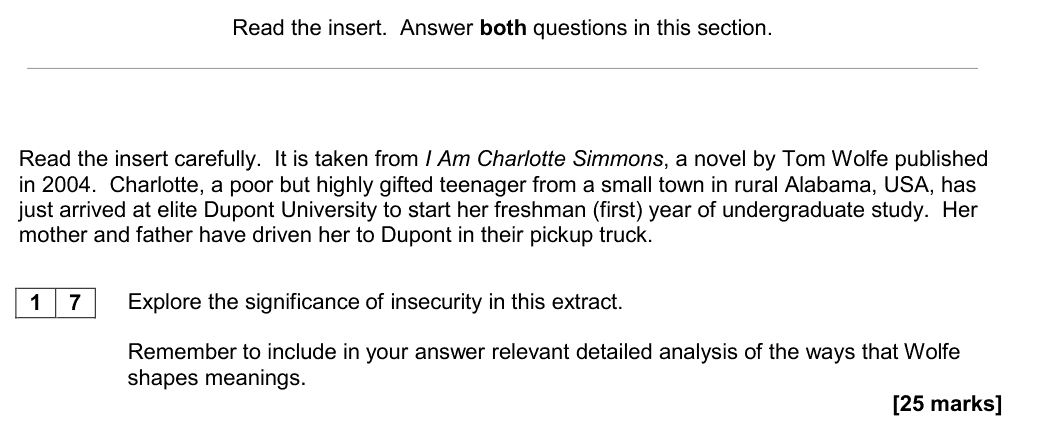 Read the insert. Answer both questions in this section.
Read the insert carefully. It is taken from I Am Charlotte Simmons, a novel by Tom Wolfe published
in 2004. Charlotte, a poor but highly gifted teenager from a small town in rural Alabama, USA, has
just arrived at elite Dupont University to start her freshman (first) year of undergraduate study. Her
mother and father have driven her to Dupont in their pickup truck.
1 7 Explore the significance of insecurity in this extract.
Remember to include in your answer relevant detailed analysis of the ways that Wolfe
shapes meanings.
[25 marks]